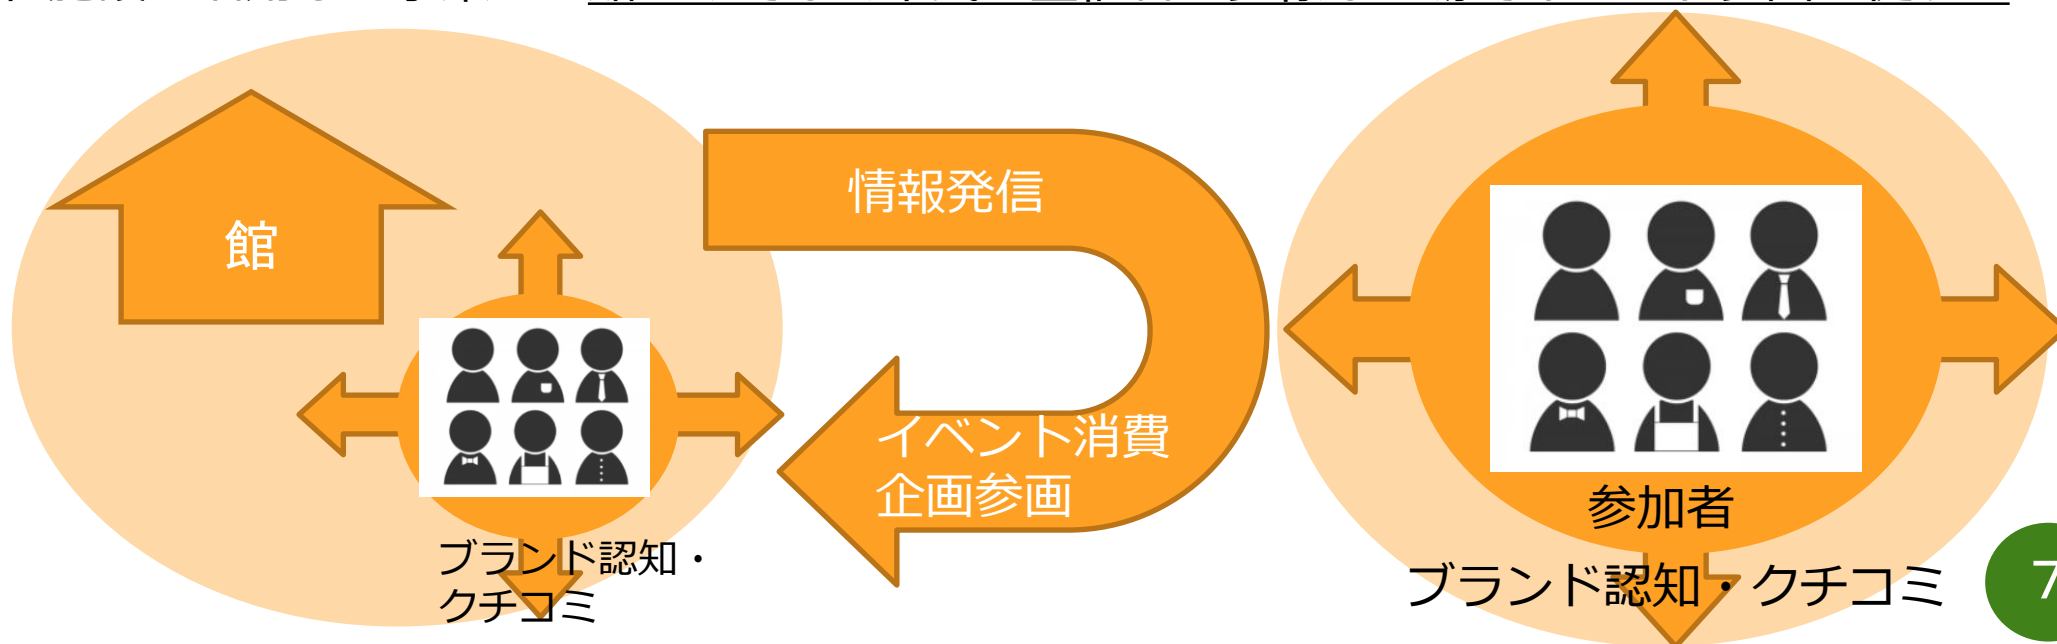 館
情報発信
イベント消費
企画参画
ブランド認知・
クチコミ
参加者
ブランド認知・クチコミ
7